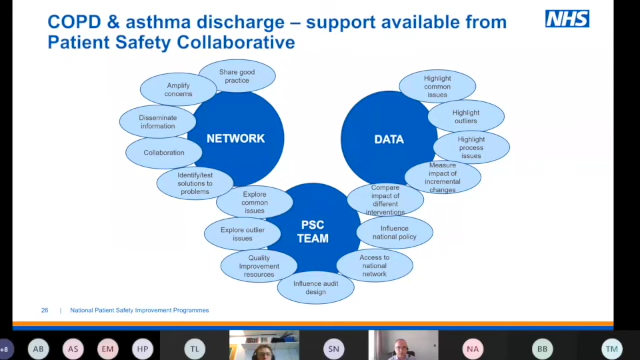 COPD & asthma discharge – support available from
Patient Safety Collaborative
NHS
Share good
practice
Amplify
concerns
Disseminate
information
Collaboration
Identify/test
solutions to
problems
NETWORK
Highlight
common
issues
Highlight
outliers
Highlight
process
issues
Measure
impact of
incremental
changes
DATA
Explore
common
issues
Explore outlier
issues
Quality
Improvement
resources
Influence audit
design
Access to
national
network
Influence
national policy
Compare
impact of
different
interventions
PSC
TEAM
26 | National Patient Safety Improvement Programmes
+8
AB
AS
EM
HP
TL
SN
NA
BB
TM